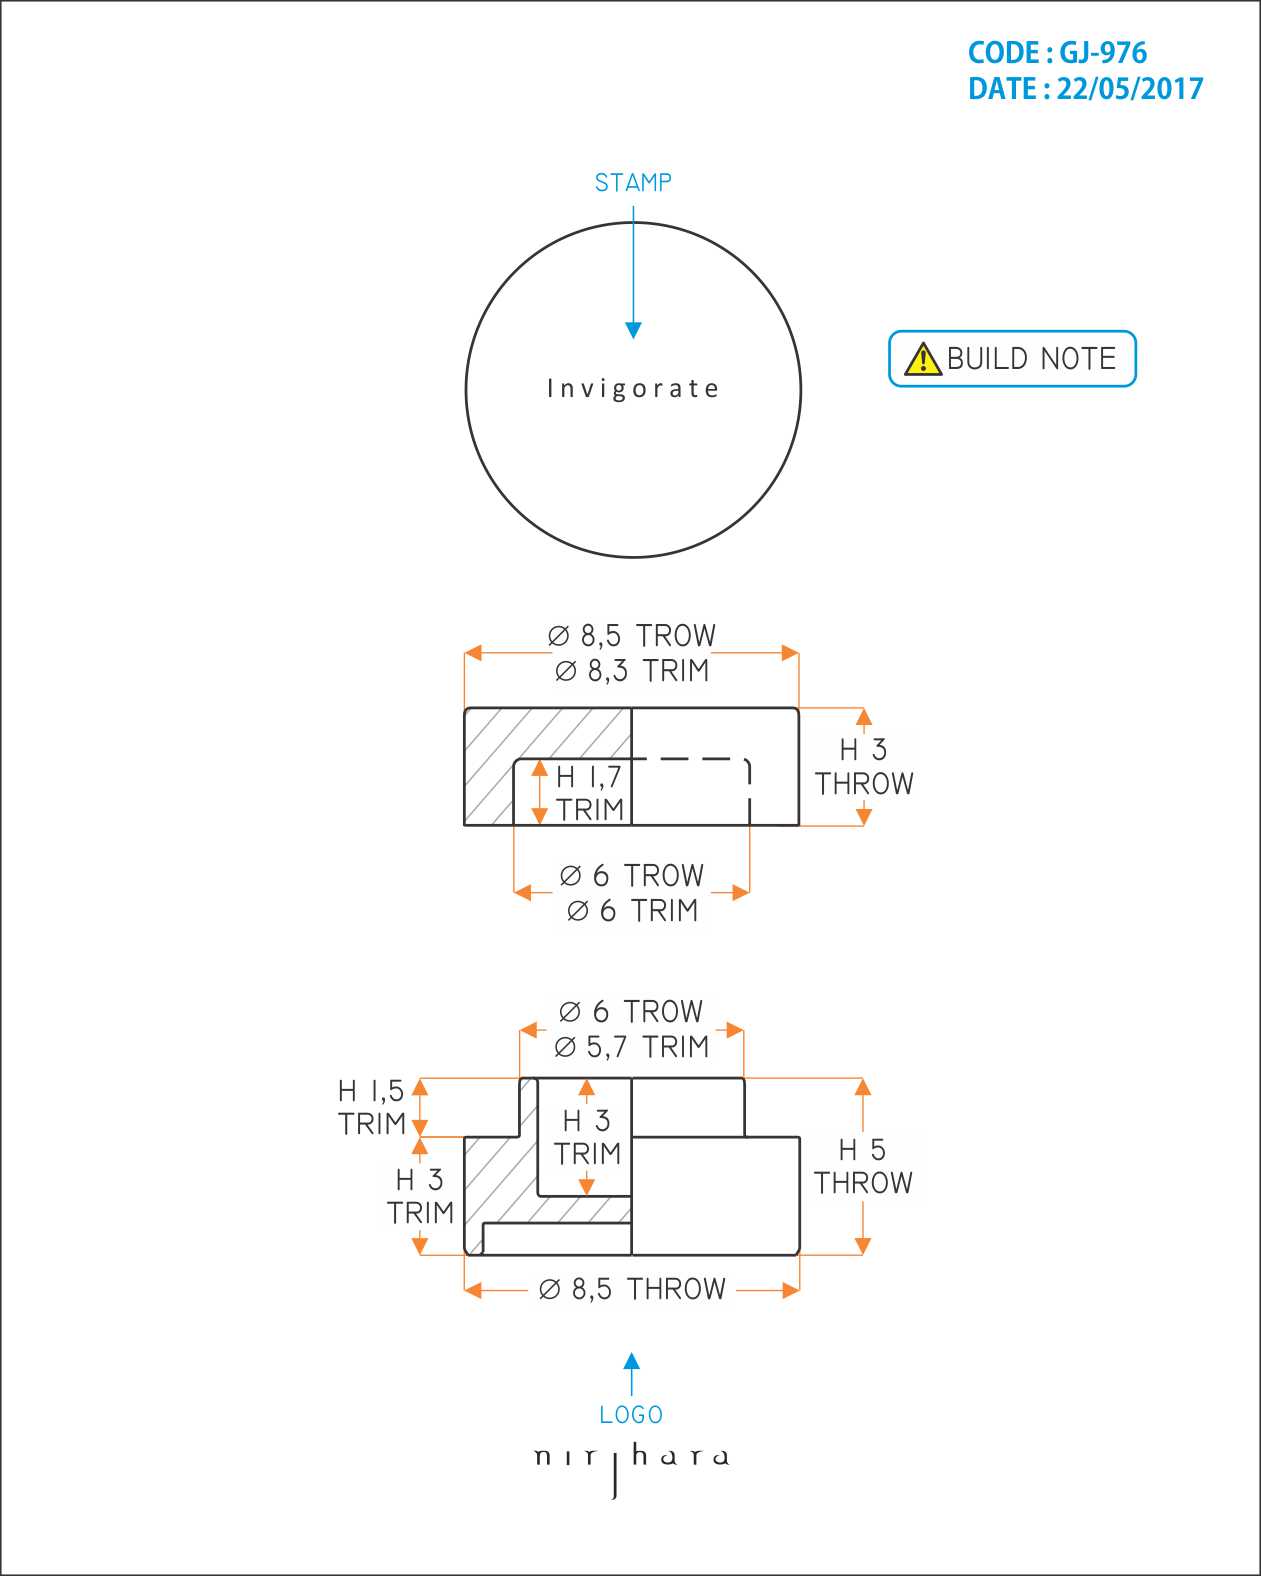 CODE : GJ-976
DATE : 22/05/2017
STAMP
Invigorate
BUILD NOTE
Ø 8,5 TROW
Ø 8,3 TRIM
H 3
THROW
H 1,7
TRIM
Ø 6 TROW
Ø 6 TRIM
Ø 6 TROW
Ø 5,7 TRIM
H 1,5
TRIM
H 3
TRIM
H 3
TRIM
H 5
THROW
Ø 8,5 THROW
LOGO
nirjhara